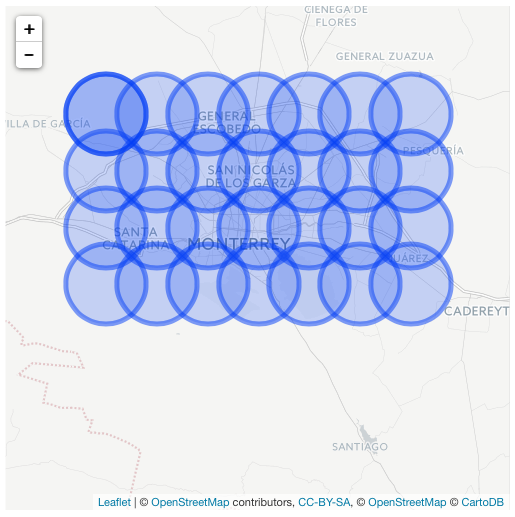 +
−
CIENEGA DE
FLORES
GENERAL ZUAZUA
VILLA DE GARCÍA
GENERAL
ESCOBEDO
PESQUERÍA
SAN NICOLÁS
DE LOS GARZA
SANTA
CATARINA
MONTERREY
JUÁREZ
CADEREYT
SANTIAGO
Leaflet | © OpenStreetMap contributors, CC-BY-SA, © OpenStreetMap © CartoDB